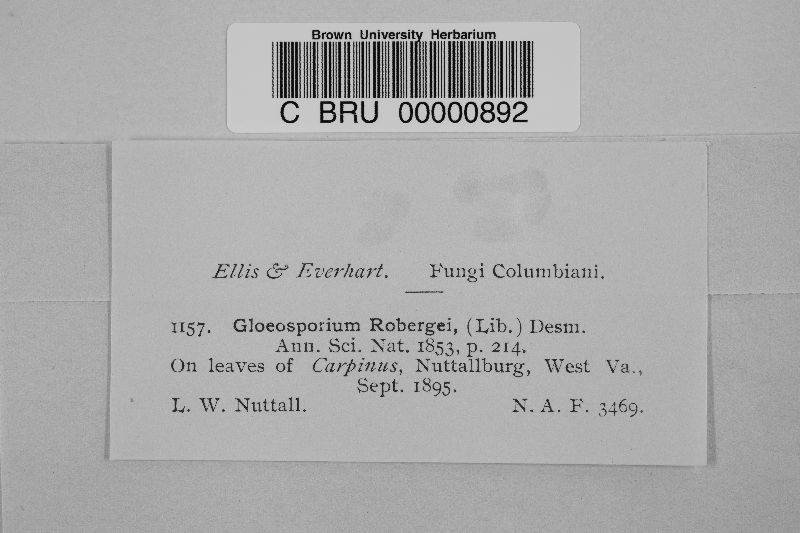 Brown University Herbarium
C BRU 00000892
Ellis & Everhart. Fungi Columbiani.
1157. Gloeosporium Robergei, (Lib.) Desm.
Ann. Sci. Nat. 1853, p. 214.
On leaves of Carpinus, Nuttallburg, West Va.,
Sept. 1895.
L. W. Nuttall. N. A. F. 3469.